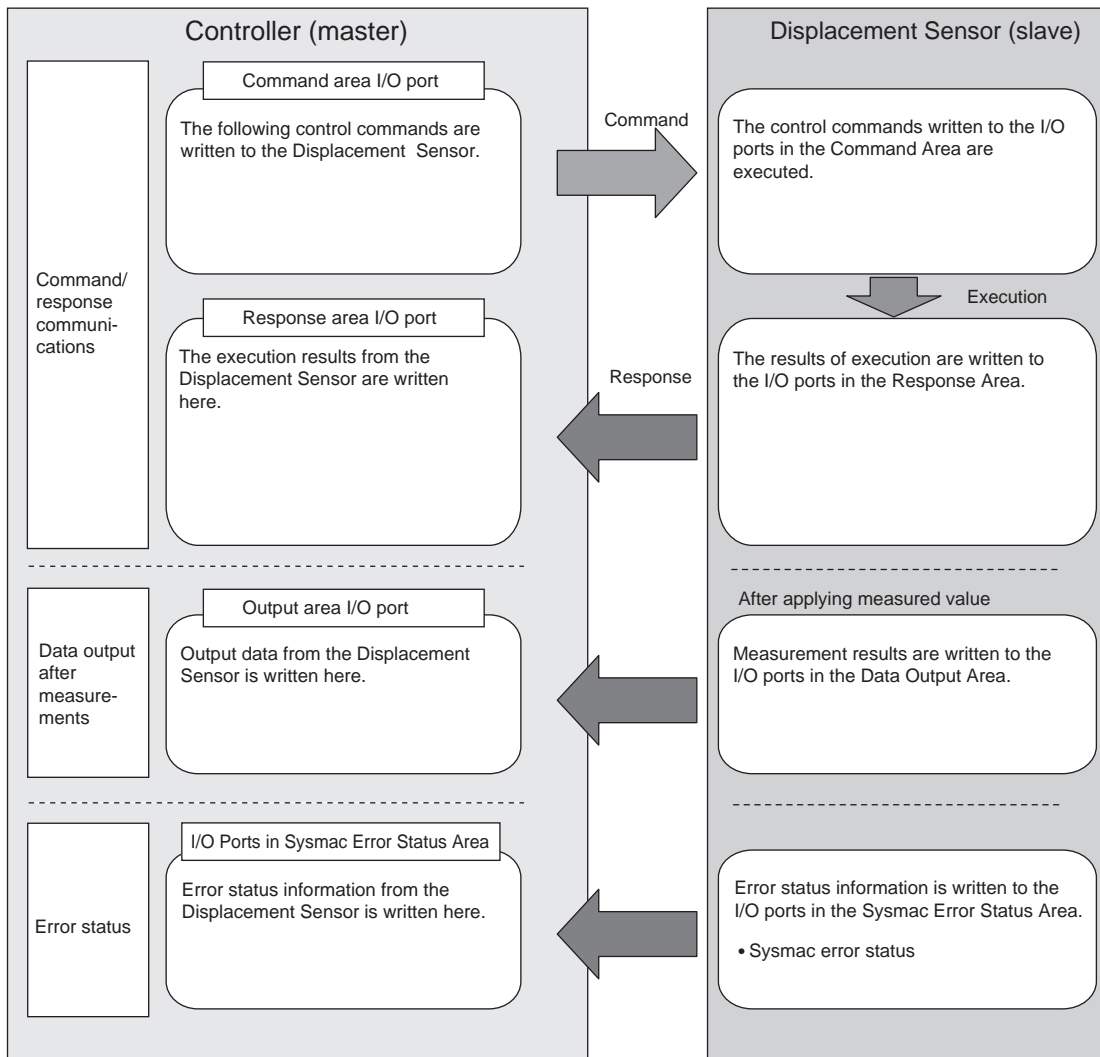 Controller (master)
Displacement Sensor (slave)
Command/
response
communi-
cations
Command area I/O port
The following control commands are
written to the Displacement Sensor.
Command
The control commands written to the I/O
ports in the Command Area are
executed.
Execution
Response area I/O port
The execution results from the
Displacement Sensor are written
here.
Response
The results of execution are written to
the I/O ports in the Response Area.
Data output
after
measure-
ments
Output area I/O port
Output data from the Displacement
Sensor is written here.
After applying measured value
Measurement results are written to the
I/O ports in the Data Output Area.
Error status
I/O Ports in Sysmac Error Status Area
Error status information from the
Displacement Sensor is written here.
Error status information is written to the
I/O ports in the Sysmac Error Status Area.
• Sysmac error status